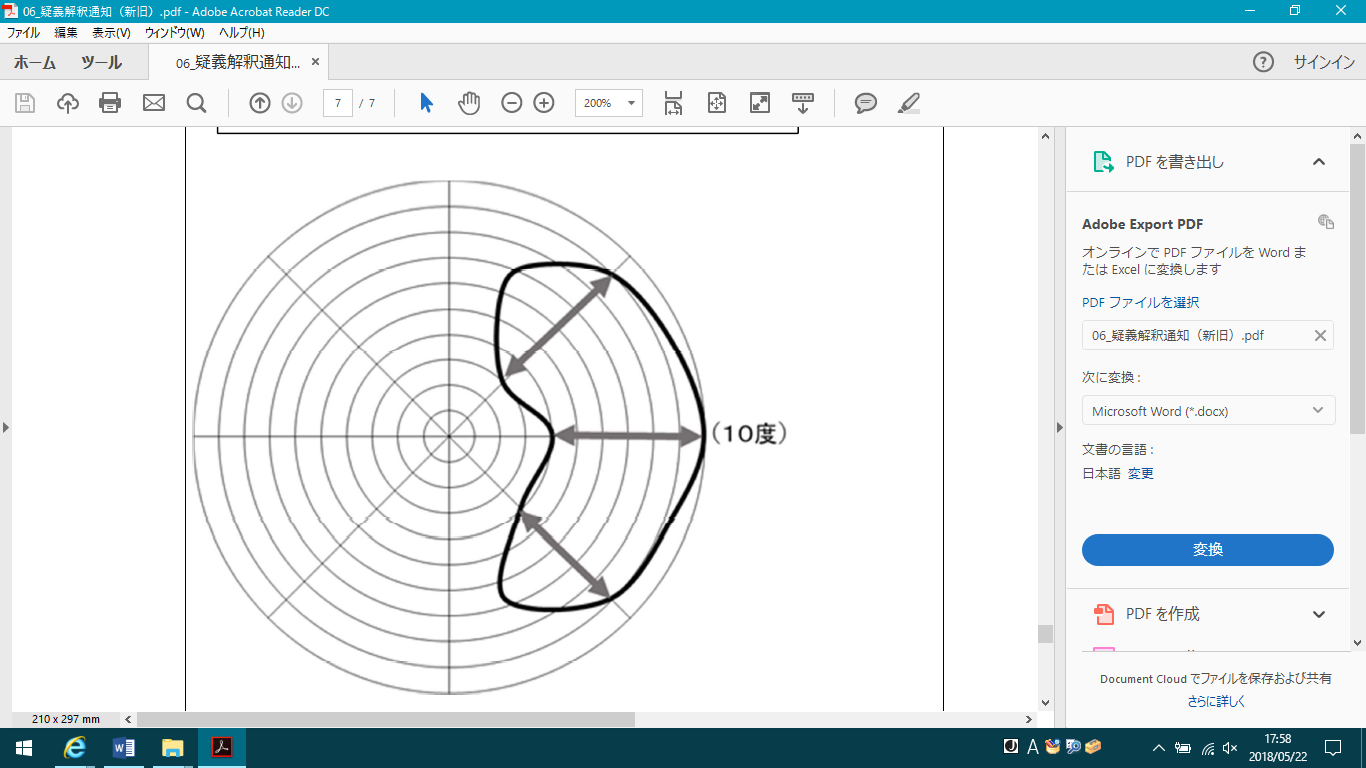 06_疑義解釈通知（新旧）.pdf - Adobe Acrobat Reader DC
ファイル 編集 表示(V) ウィンドウ(W) ヘルプ(H)
ホーム ツール 06_疑義解釈通知... × サインイン
7 / 7 200%
PDF を書き出し
Adobe Export PDF
オンラインで PDF ファイルを Word ま
たは Excel に変換します
PDF ファイルを選択
06_疑義解釈通知（新旧）.pdf
次に変換 :
Microsoft Word (*.docx)
文書の言語 :
日本語 変更
変換
PDF を作成
Document Cloud でファイルを保存および共有
さらに詳しく
（１０度）
210 x 297 mm
A
17:58
2018/05/22